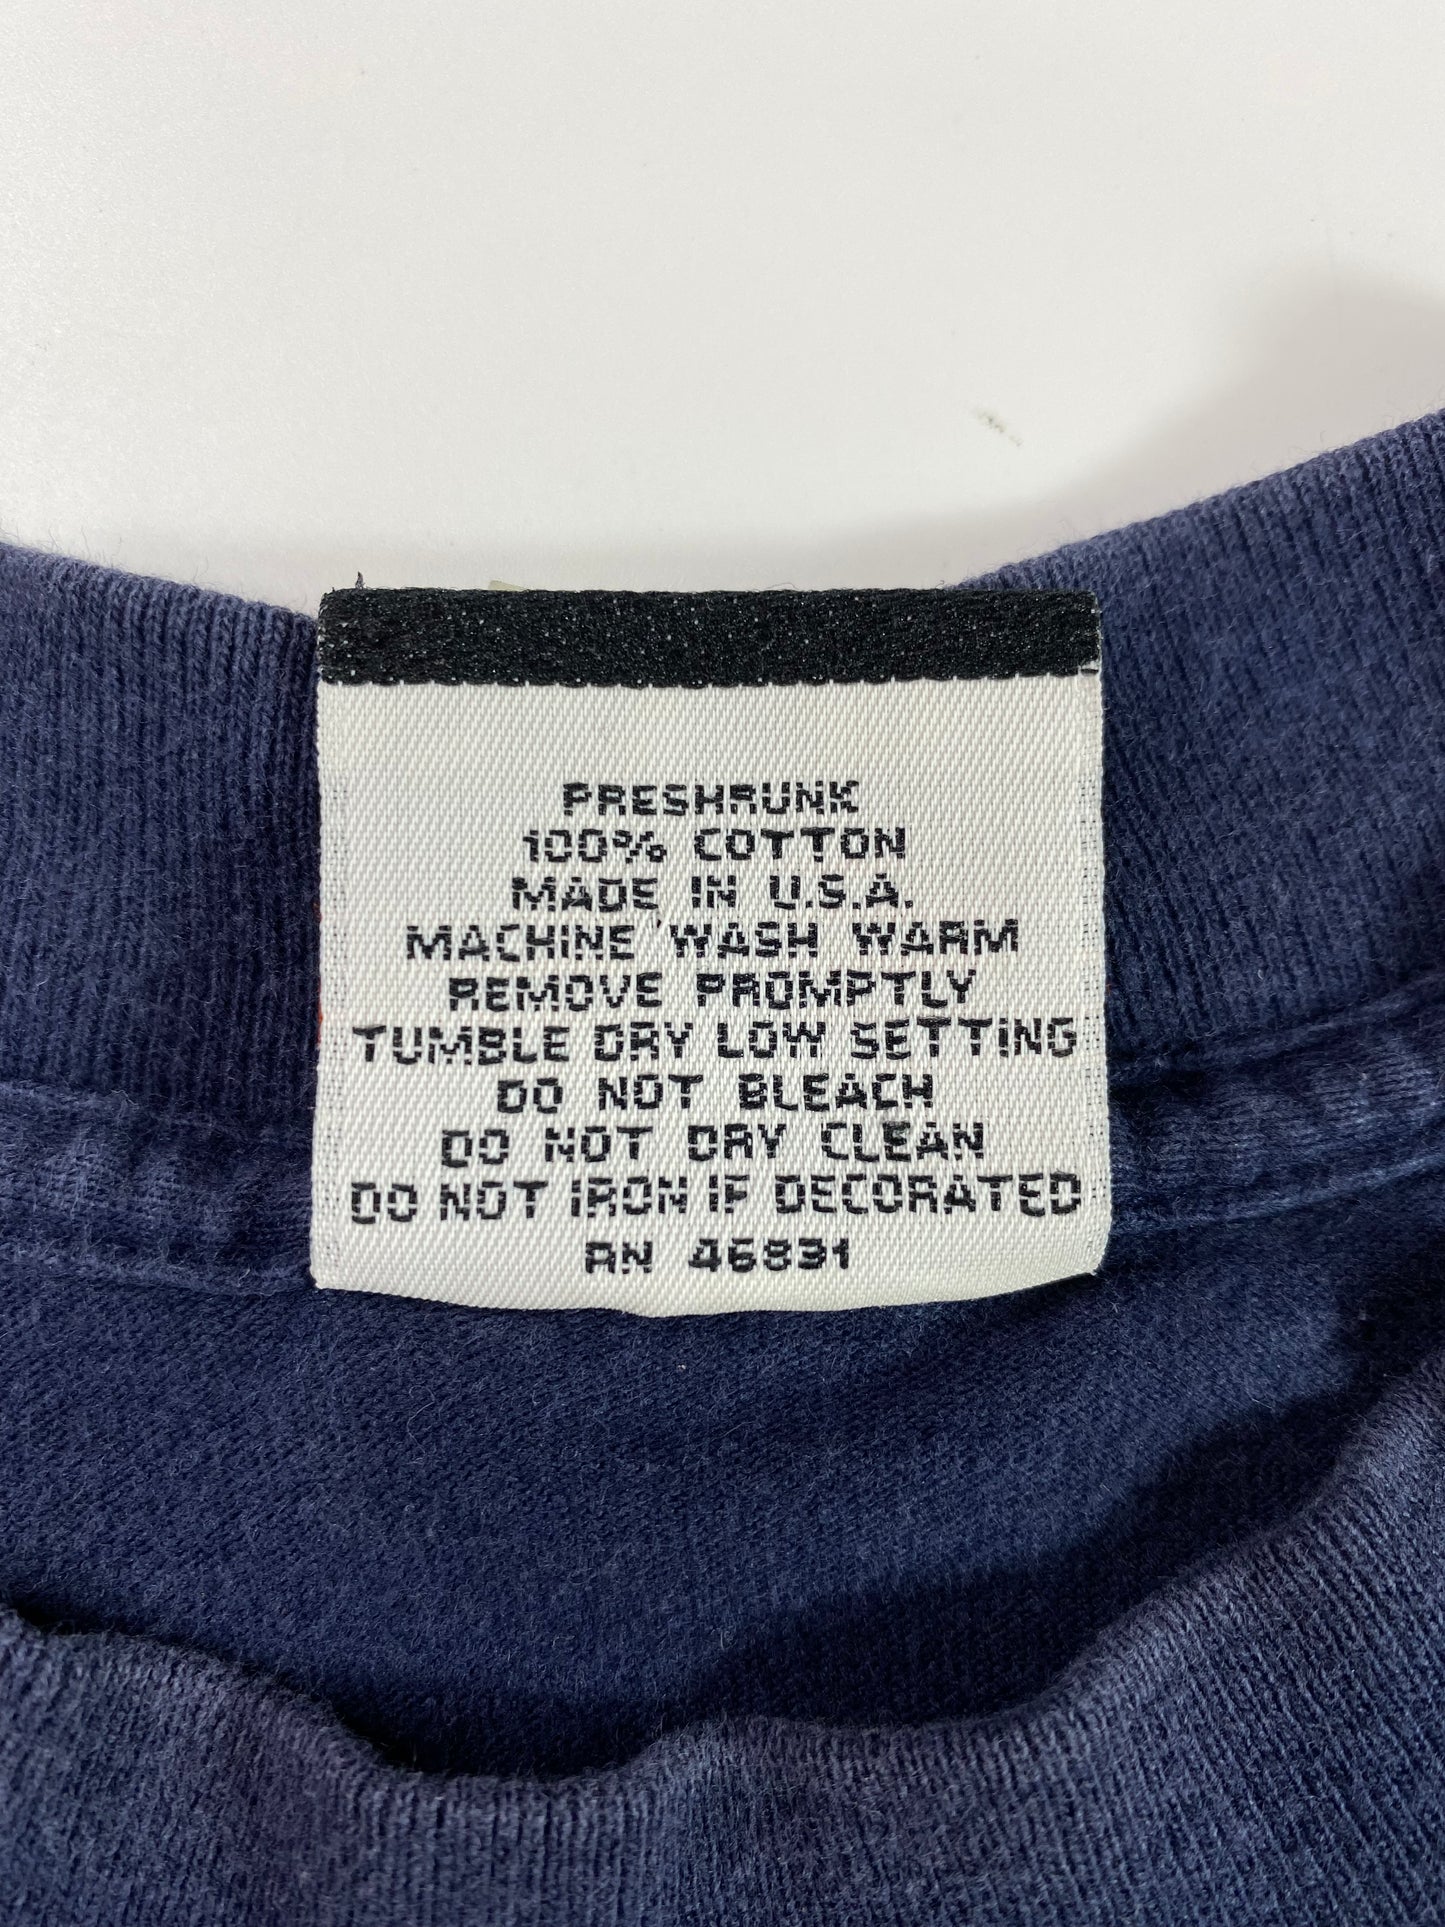 PRESHRUNK
100% COTTON
MADE IN U.S.A.
MACHINE WASH WARM
REMOVE PROMPTLY
TUMBLE DRY LOW SETTING
DO NOT BLEACH
DO NOT DRY CLEAN
DO NOT IRON IF DECORATED
RN 46831